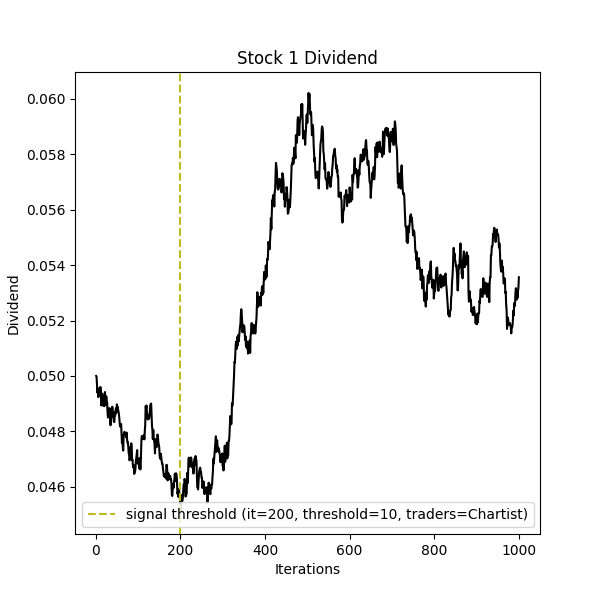 Stock 1 Dividend
0.060
0.058
0.056
0.054
0.052
0.050
0.048
0.046
Dividend
signal threshold (it=200, threshold=10, traders=Chartist)
0 200 400 600 800 1000
Iterations